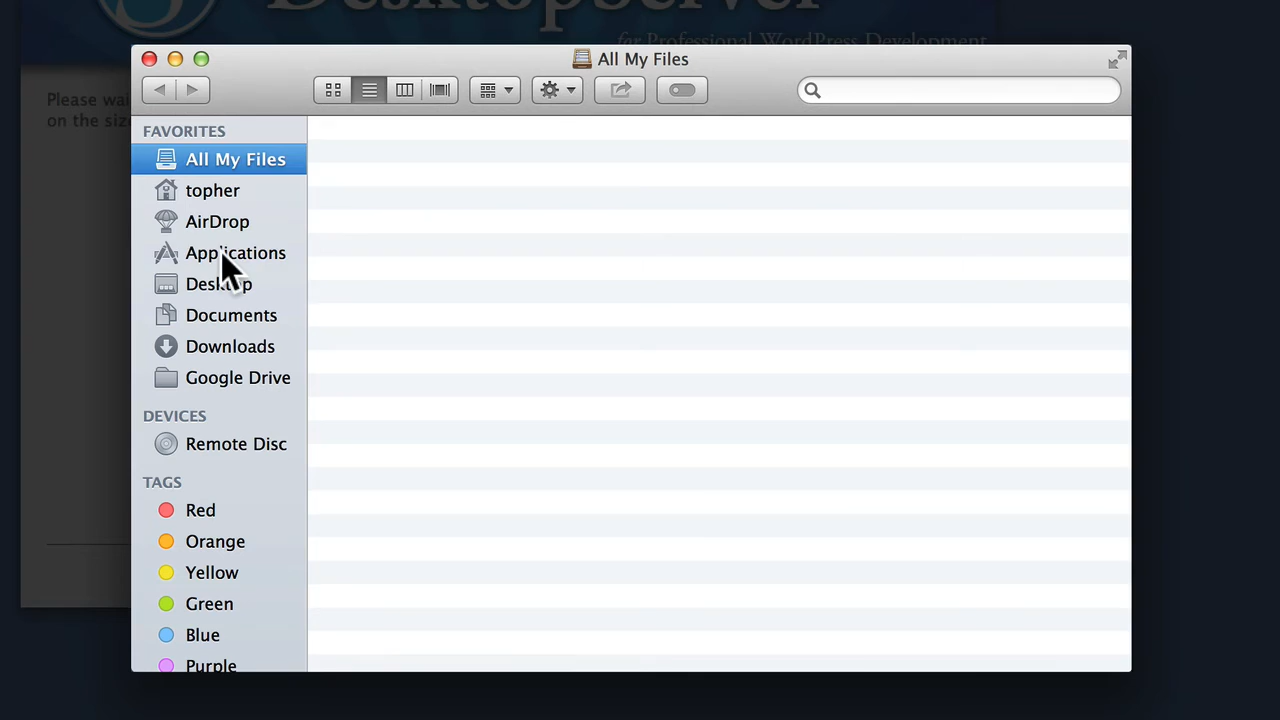 DesktopServer
for Professional WordPress Development
Please wai
on the siz
All My Files
FAVORITES
All My Files
topher
AirDrop
Applications
Desktop
Documents
Downloads
Google Drive
DEVICES
Remote Disc
TAGS
Red
Orange
Yellow
Green
Blue
Purple